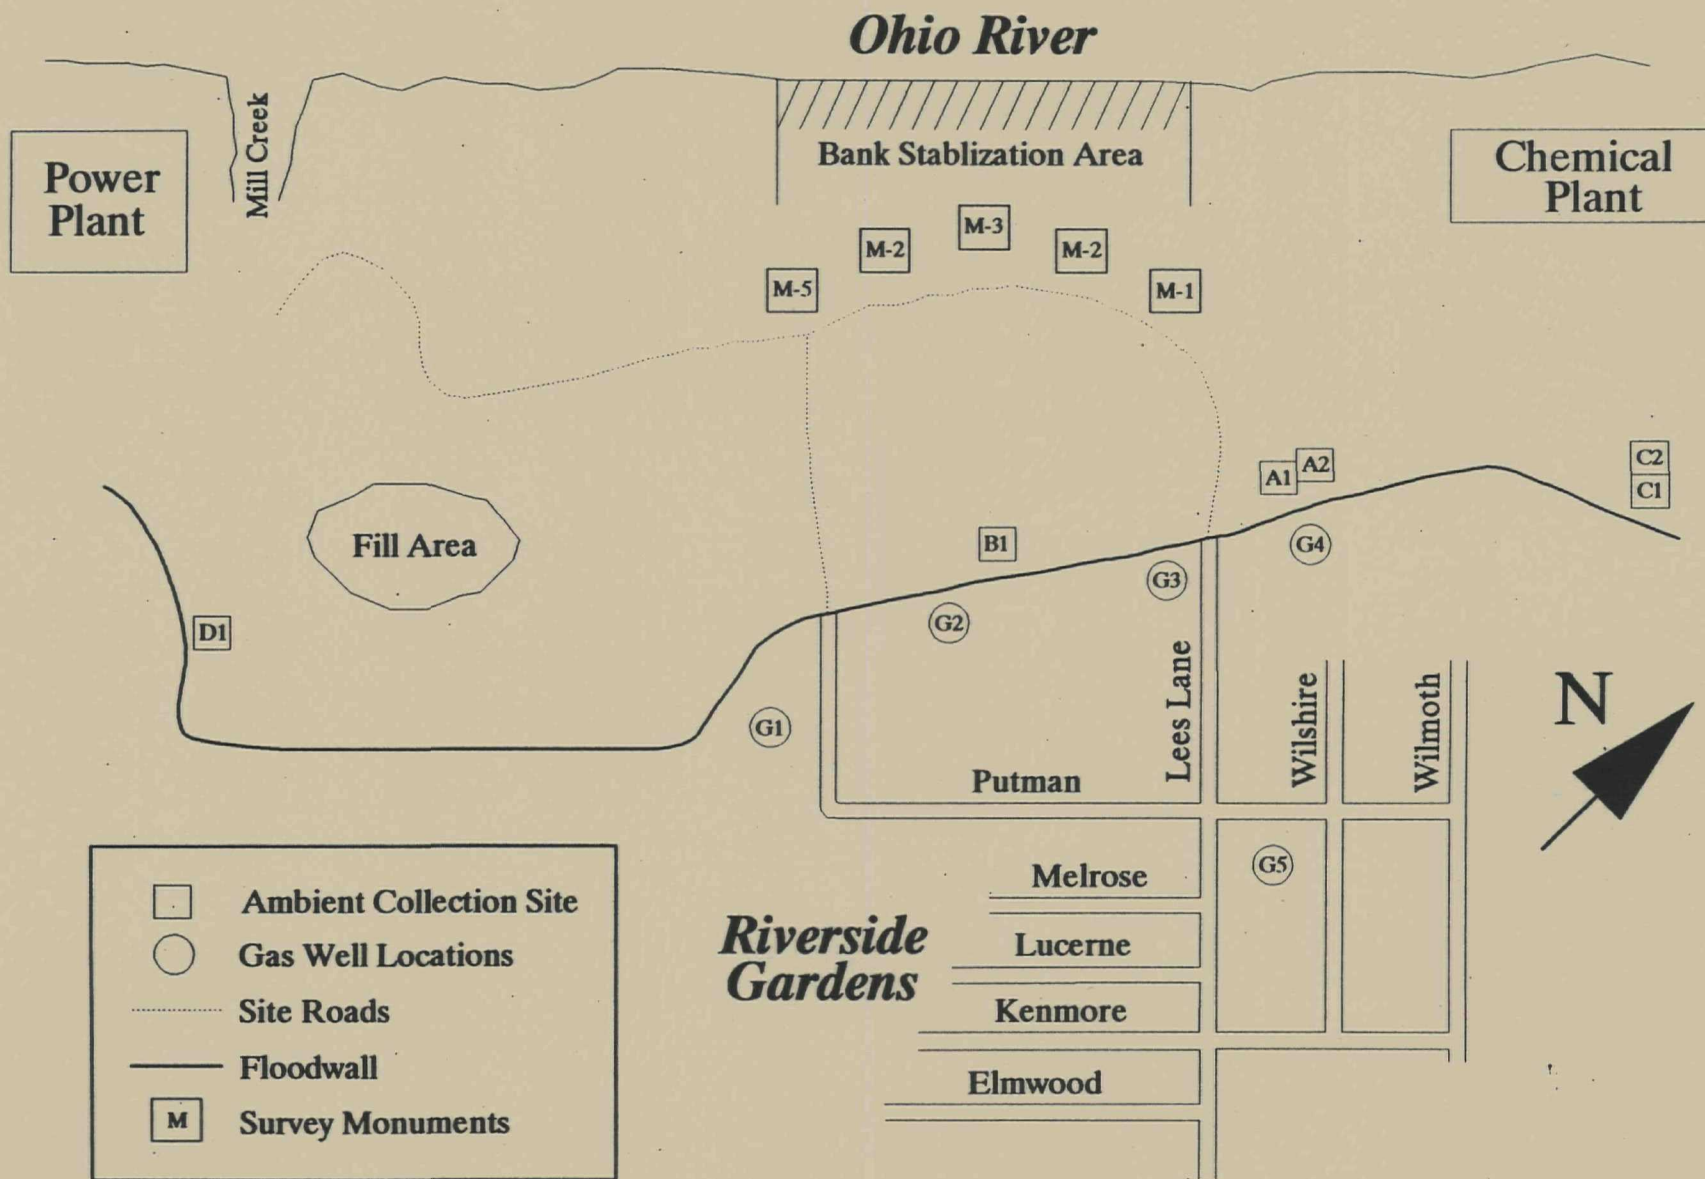 Ohio River
Mill Creek
Power
Plant
Bank Stablization Area
Chemical
Plant
M-3
M-2
M-2
M-5
M-1
A1
A2
C2
C1
Fill Area
B1
G4
G3
G2
D1
G1
Lees Lane
Wilshire
Wilmoth
N
Putman
G5
Melrose
Riverside
Gardens
Lucerne
Kenmore
Elmwood
Ambient Collection Site
Gas Well Locations
Site Roads
Floodwall
M
Survey Monuments